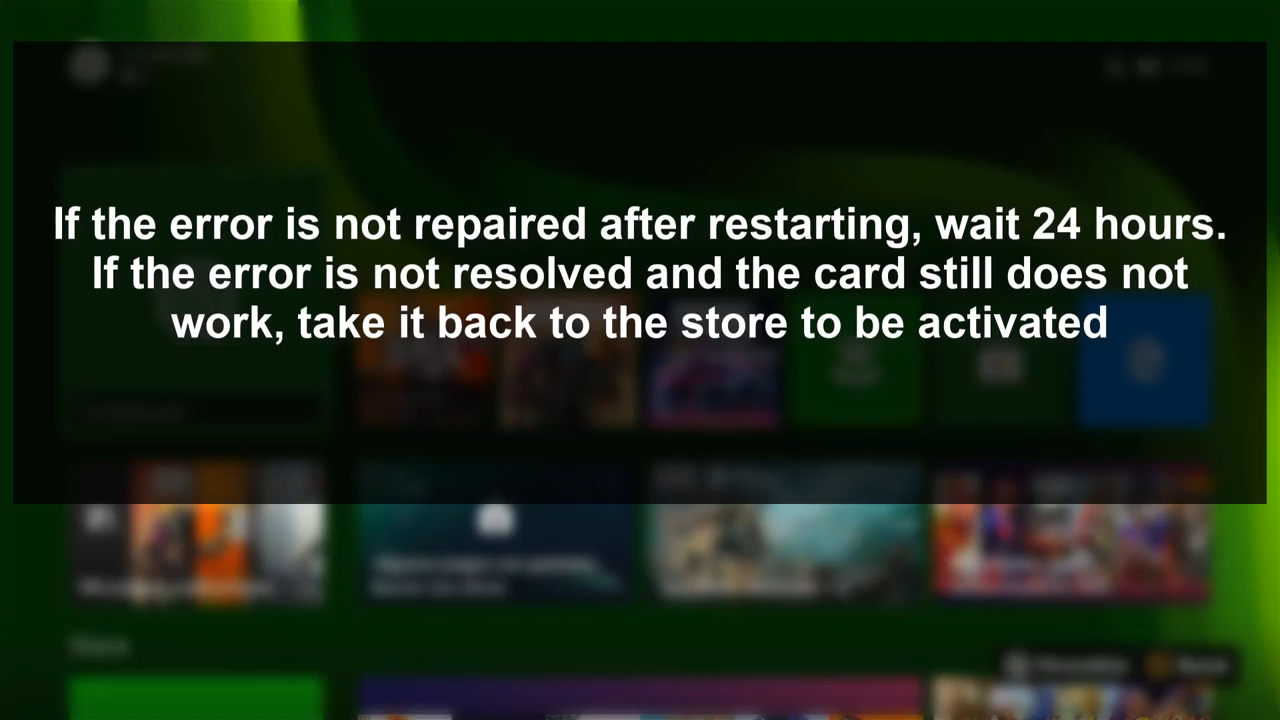 If the error is not repaired after restarting, wait 24 hours.
If the error is not resolved and the card still does not
work, take it back to the store to be activated